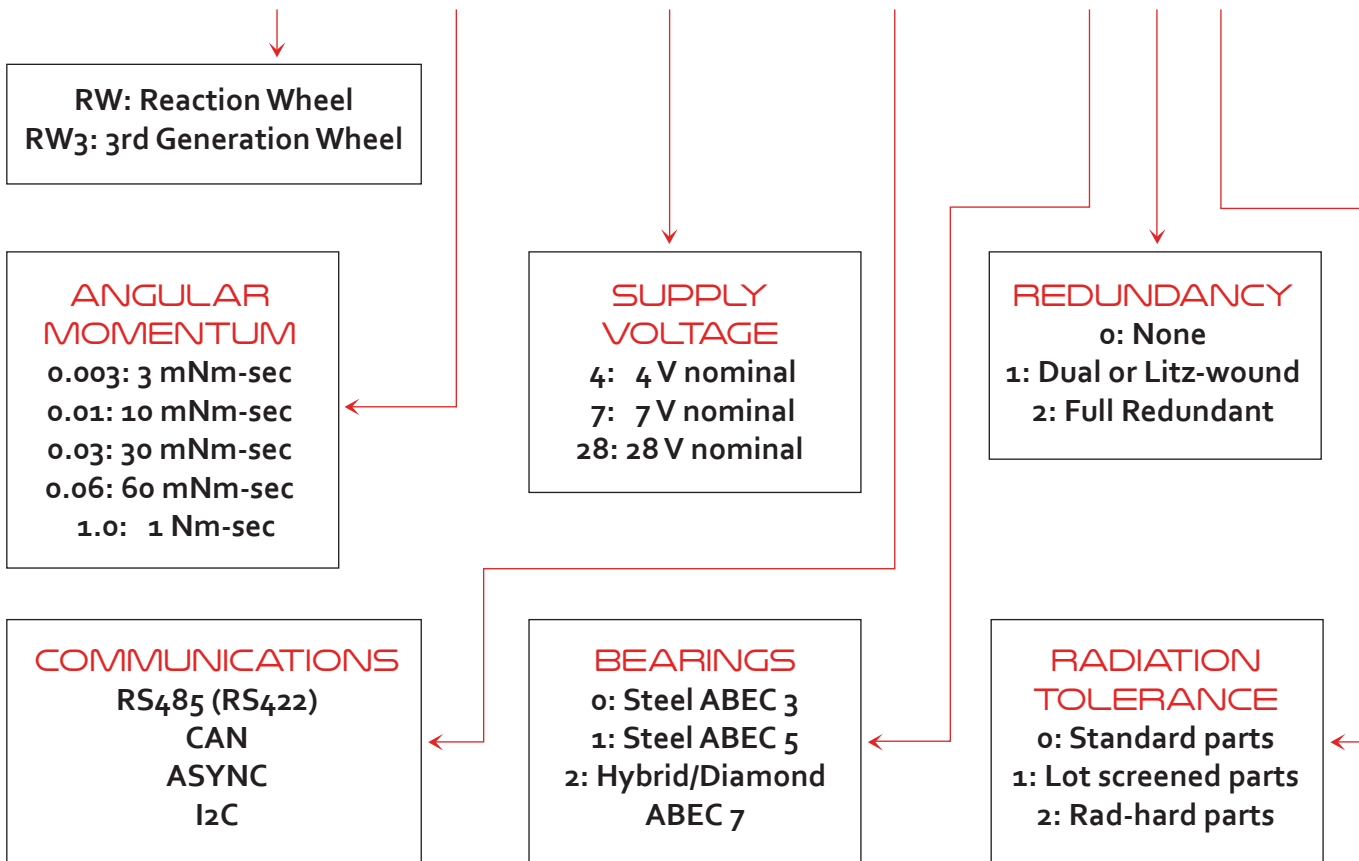 RW: Reaction Wheel
RW3: 3rd Generation Wheel
ANGULAR
MOMENTUM
0.003: 3 mNm-sec
0.01: 10 mNm-sec
0.03: 30 mNm-sec
0.06: 60 mNm-sec
1.0: 1 Nm-sec
SUPPLY
VOLTAGE
4: 4 V nominal
7: 7 V nominal
28: 28 V nominal
REDUNDANCY
0: None
1: Dual or Litz-wound
2: Full Redundant
COMMUNICATIONS
RS485 (RS422)
CAN
ASYNC
I2C
BEARINGS
0: Steel ABEC 3
1: Steel ABEC 5
2: Hybrid/Diamond
ABEC 7
RADIATION
TOLERANCE
0: Standard parts
1: Lot screened parts
2: Rad-hard parts